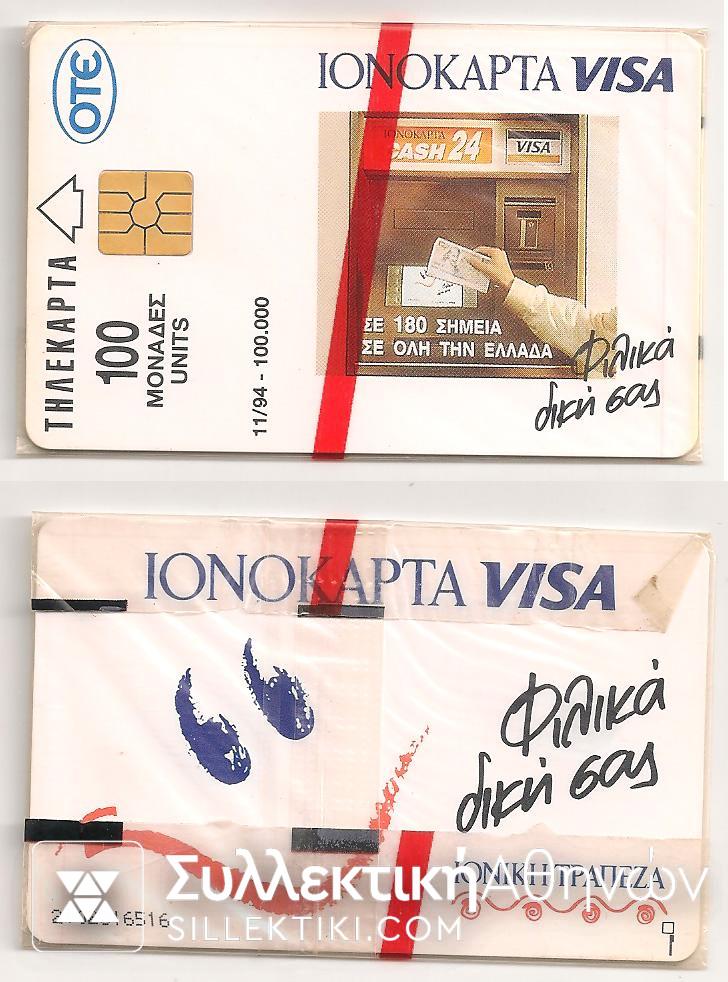 OTE
ΙΟΝΟΚΑΡΤΑ VISA
ΙΟΝΟΚΑΡΤΑ
CASH 24
VISA
ΤΗΛΕΚΑΡΤΑ
100
ΜΟΝΑΔΕΣ
UNITS
11/94 - 100.000
ΣΕ 180 ΣΗΜΕΙΑ
ΣΕ ΟΛΗ ΤΗΝ ΕΛΛΑΔΑ
Φιλικά
δική σας
ΙΟΝΟΚΑΡΤΑ VISA
Φιλικά
δική σας
ΙΟΝΙΚΗ ΤΡΑΠΕΖΑ
Συλλεκτική Αθηνών
SILLEKTIKI.COM